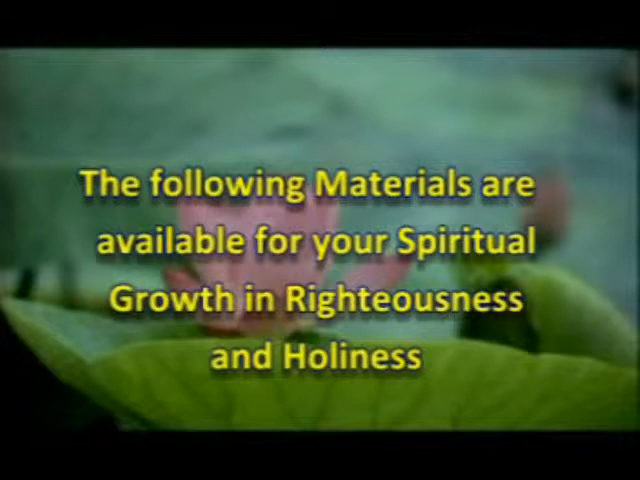 The following Materials are
available for your Spiritual
Growth in Righteousness
and Holiness